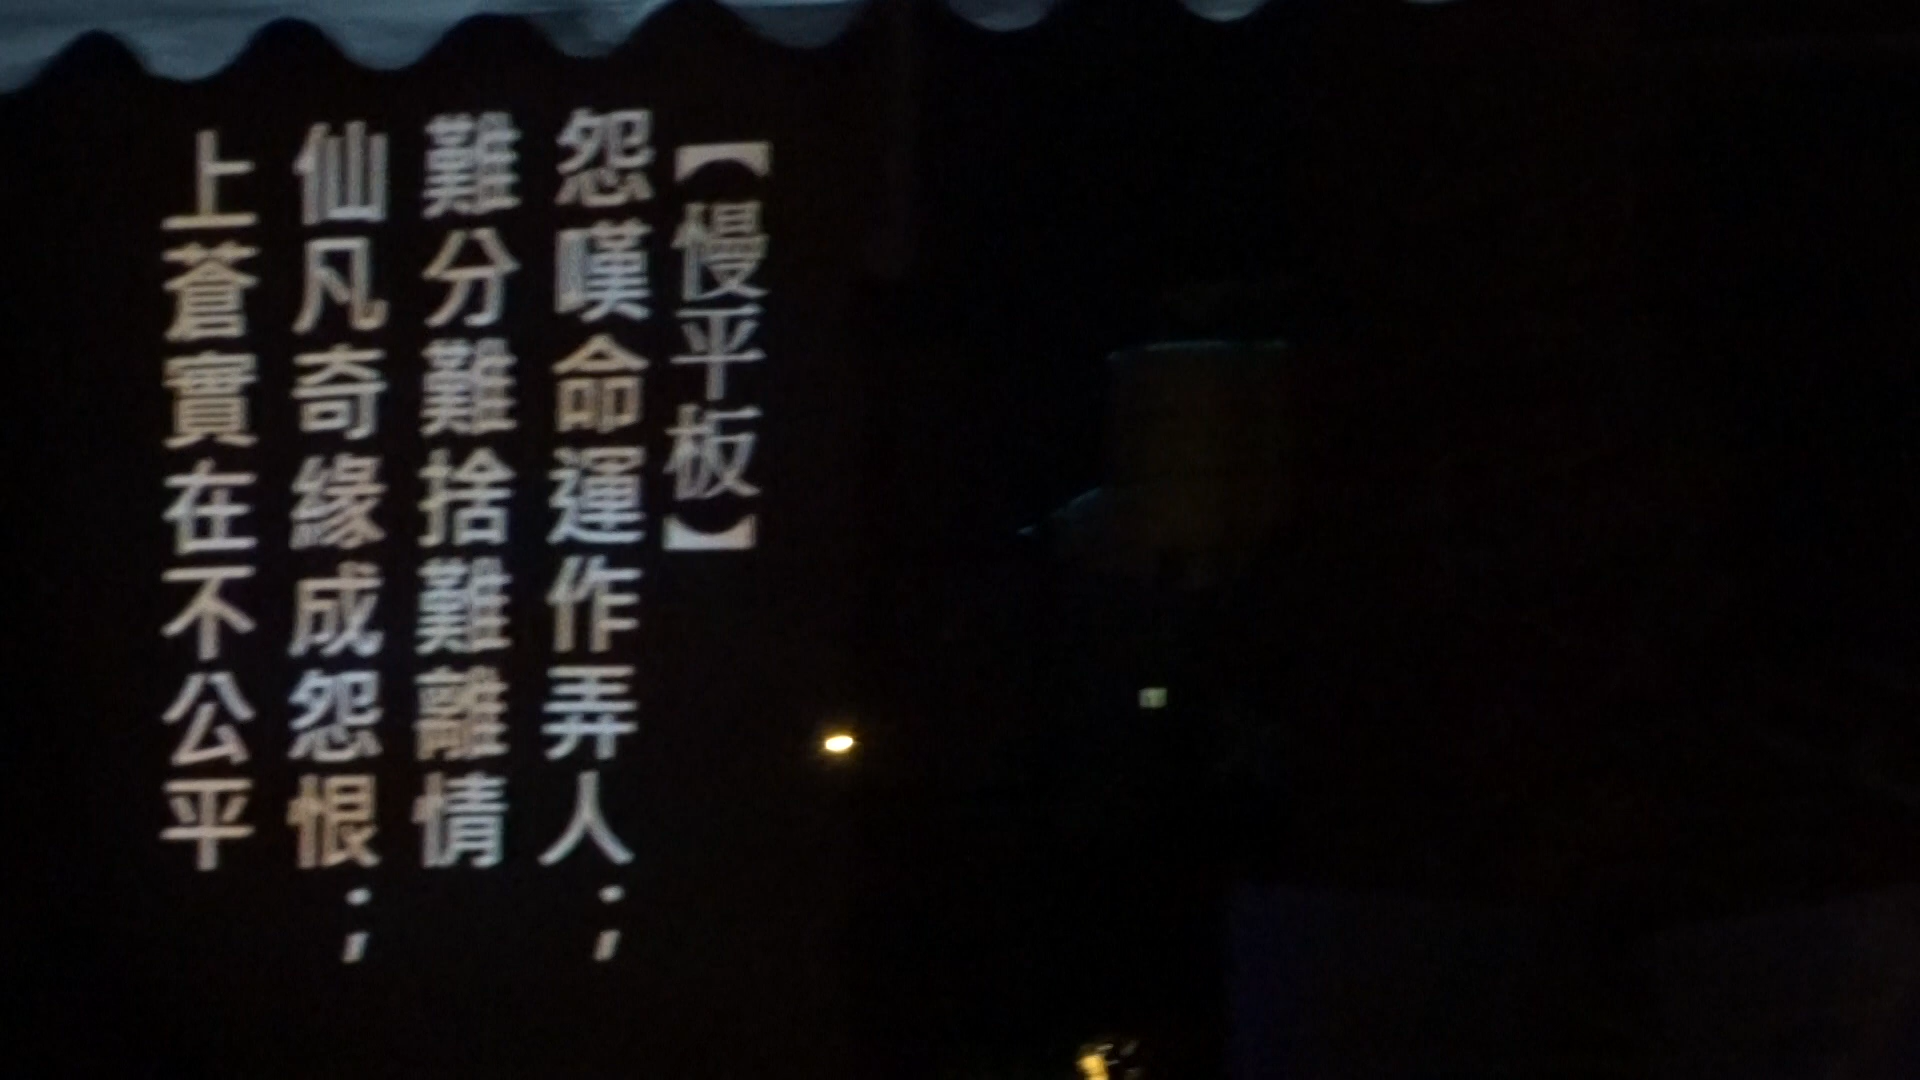 【慢平板】
怨嘆命運作弄人；
難分難捨難離情
仙凡奇緣成怨恨；
上蒼實在不公平